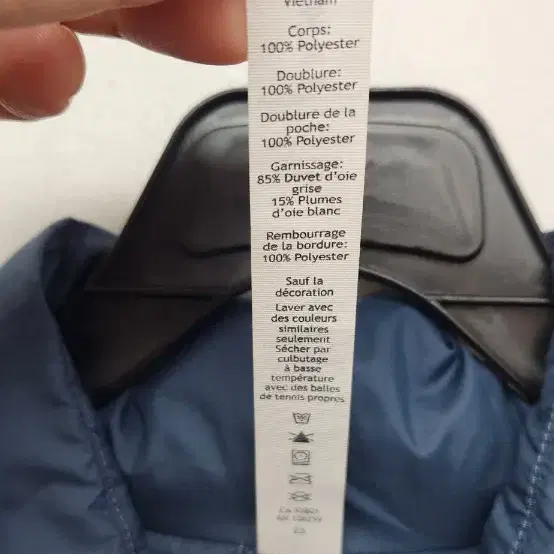 Vietnam
Corps:
100% Polyester
Doublure:
100% Polyester
Doublure de la
poche:
100% Polyester
Garnissage:
85% Duvet d'oie
grise
15% Plumes
d'oie blanc
Rembourrage
de la bordure:
100% Polyester
Sauf la
décoration
Laver avec
des couleurs
similaires
seulement
Sécher par
culbutage
à basse
température
avec des balles
de tennis propres